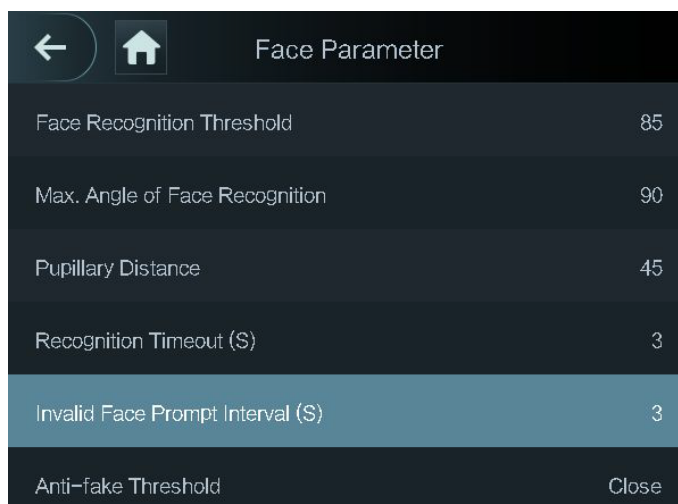 Face Parameter
Face Recognition Threshold 85
Max. Angle of Face Recognition 90
Pupillary Distance 45
Recognition Timeout (S) 3
Invalid Face Prompt Interval (S) 3
Anti-fake Threshold Close